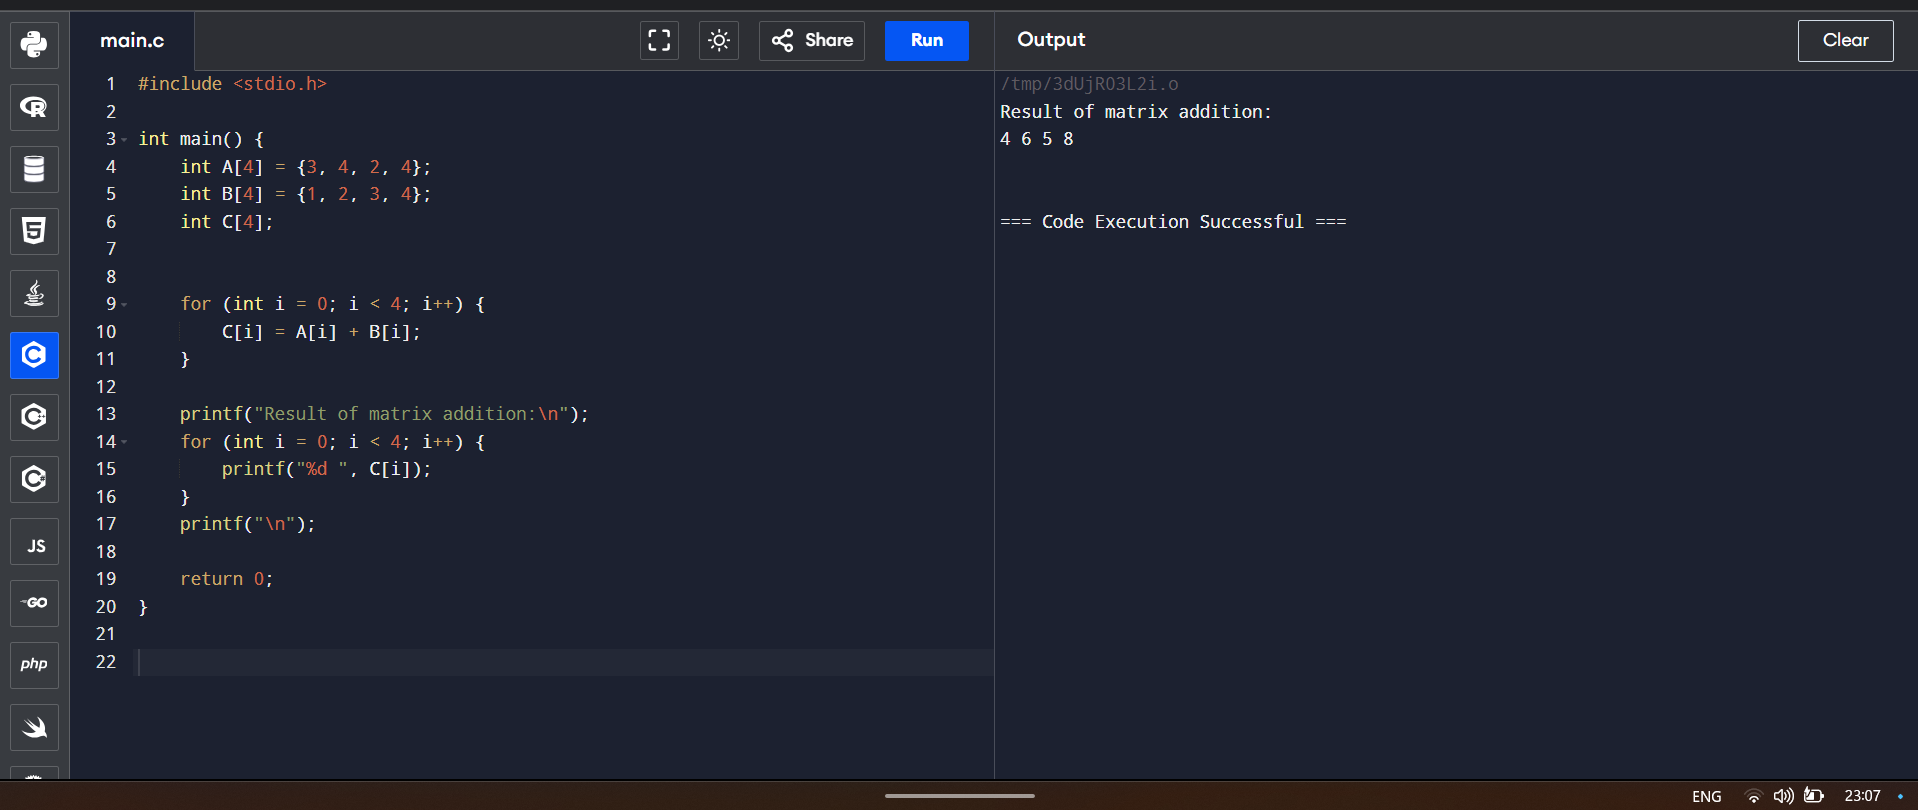 main.c
Share
Run
Output
Clear
1 #include <stdio.h>
2
3 int main() {
4     int A[4] = {3, 4, 2, 4};
5     int B[4] = {1, 2, 3, 4};
6     int C[4];
7
8
9     for (int i = 0; i < 4; i++) {
10         C[i] = A[i] + B[i];
11     }
12
13     printf("Result of matrix addition:\n");
14     for (int i = 0; i < 4; i++) {
15         printf("%d ", C[i]);
16     }
17     printf("\n");
18
19     return 0;
20 }
21
22
/tmp/3dUjRO3L2i.o
Result of matrix addition:
4 6 5 8
=== Code Execution Successful ===
JS
GO
php
ENG
23:07